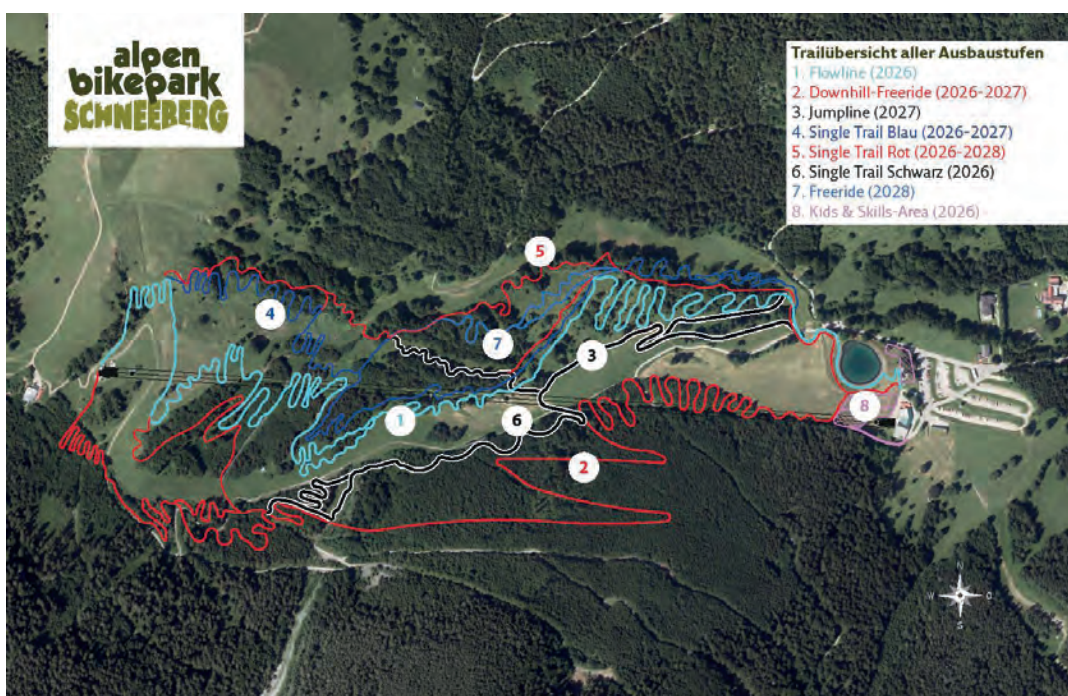 alpen
bikepark
SCHNEEBERG
Trailübersicht aller Ausbaustufen
1. Flowline (2026)
2. Downhill-Freeride (2026-2027)
3. Jumpline (2027)
4. Single Trail Blau (2026-2027)
5. Single Trail Rot (2026-2028)
6. Single Trail Schwarz (2026)
7. Freeride (2028)
8. Kids & Skills-Area (2026)
5
4
7
3
8
1
6
2
N
W O
S